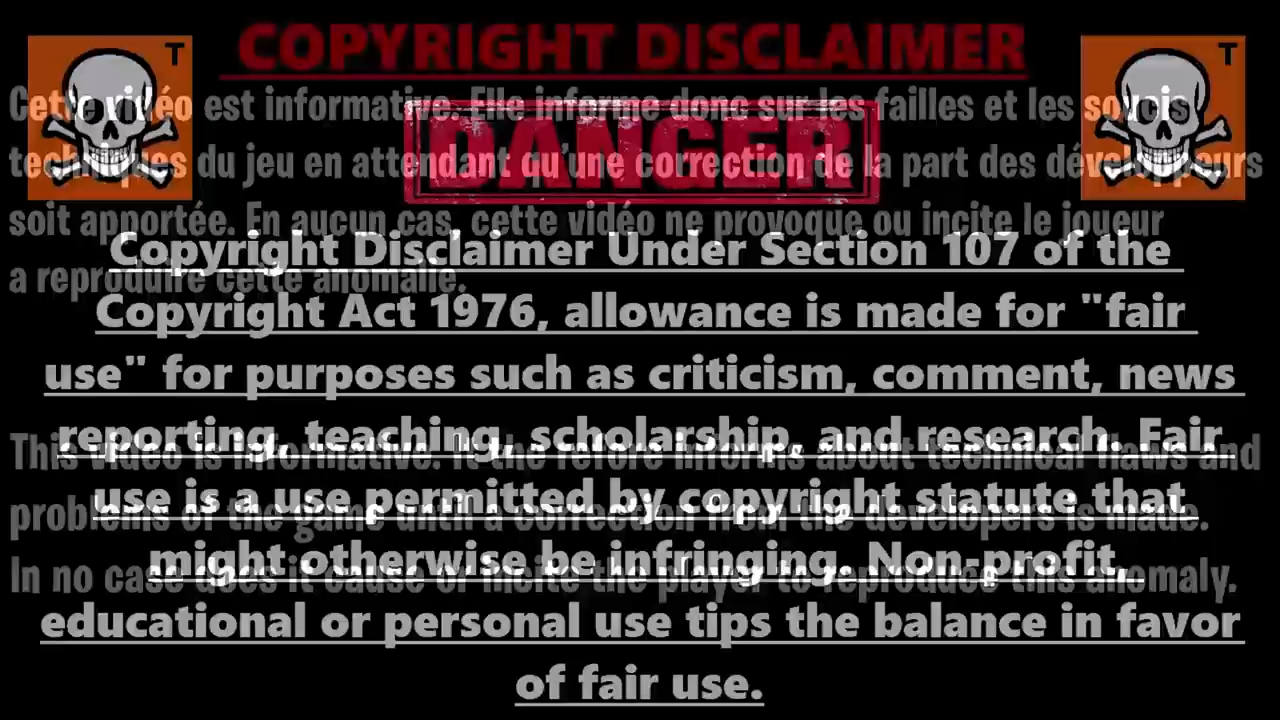 COPYRIGHT DISCLAIMER
T
T
Cette vidéo est informative. Elle informe donc sur les failles et les soucis
DANGER
techniques du jeu en attendant qu'une correction de la part des développeurs
soit apportée. En aucun cas, cette vidéo ne provoque ou incite le joueur
a reproduire cette anomalie.
Copyright Disclaimer Under Section 107 of the
Copyright Act 1976, allowance is made for "fair
use" for purposes such as criticism, comment, news
reporting, teaching, scholarship, and research. Fair
use is a use permitted by copyright statute that
might otherwise be infringing. Non-profit,
educational or personal use tips the balance in favor
of fair use.
This video is informative. It the refore informs about technical flaws and
problems of the game until a correction from the developers is made.
In no case does it cause or incite the player to reproduce this anomaly.